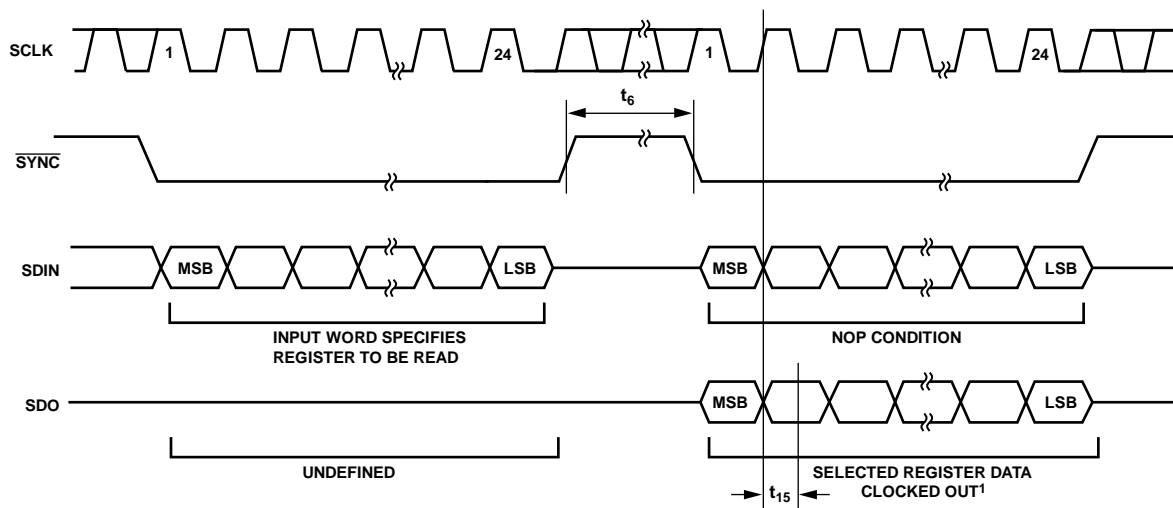 SCLK
1
24
1
24
t6
SYNC
SDIN
MSB
LSB
MSB
LSB
INPUT WORD SPECIFIES
REGISTER TO BE READ
NOP CONDITION
SDO
MSB
LSB
UNDEFINED
SELECTED REGISTER DATA
CLOCKED OUT1
t15